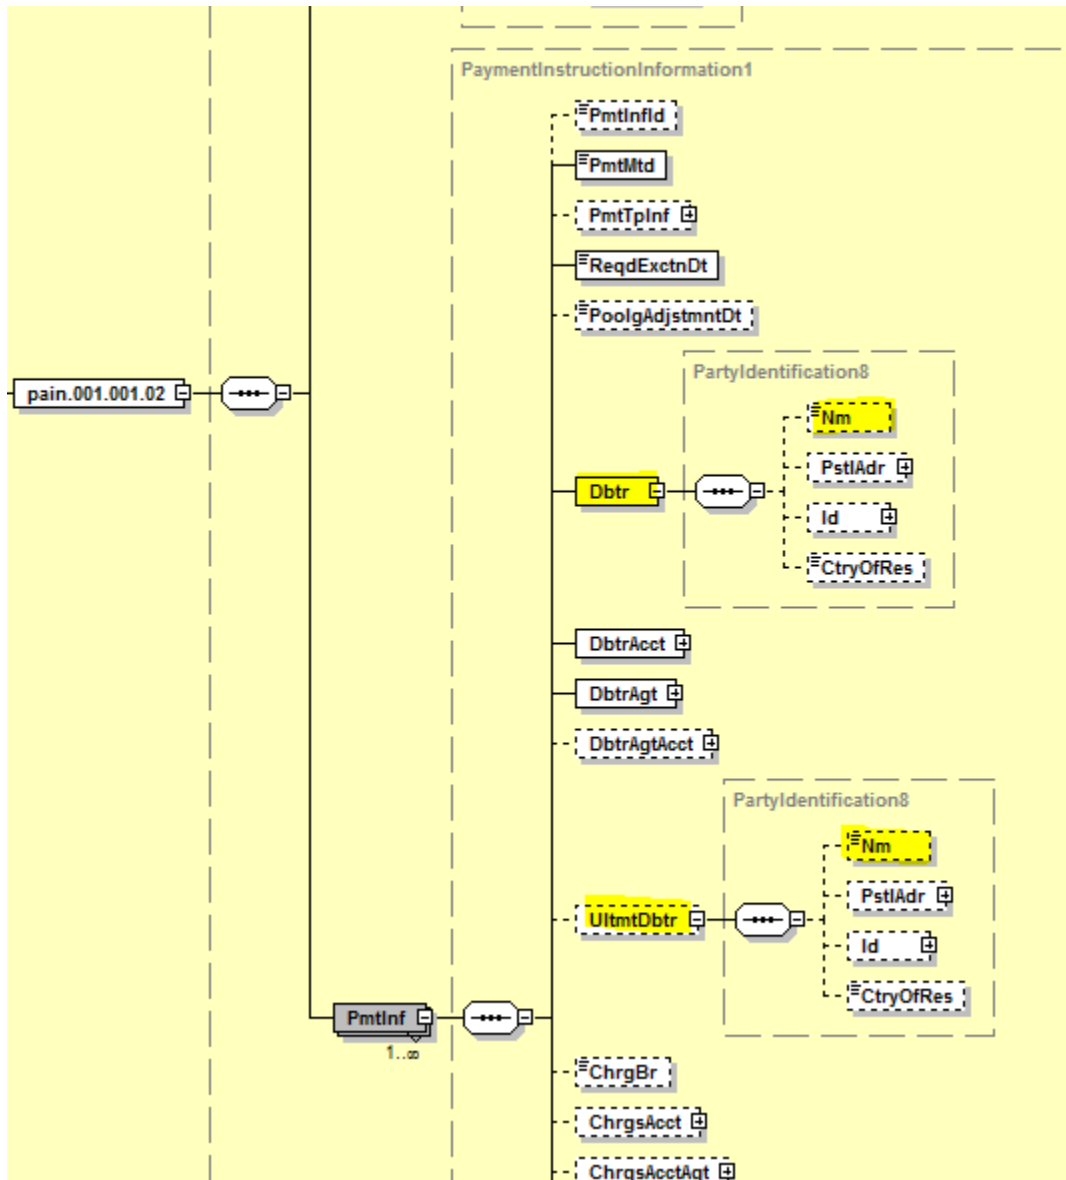 PaymentInstructionInformation1
PmtInfId
PmtMtd
PmtTpInf
ReqdExctnDt
PoolgAdjstmntDt
PartyIdentification8
pain.001.001.02
Nm
PstlAdr
Dbtr
Id
CtryOfRes
DbtrAcct
DbtrAgt
DbtrAgtAcct
PartyIdentification8
Nm
PstlAdr
UltmtDbtr
Id
CtryOfRes
PmtInf
1..∞
ChrgBr
ChrgsAcct
ChrgsAcctAgt